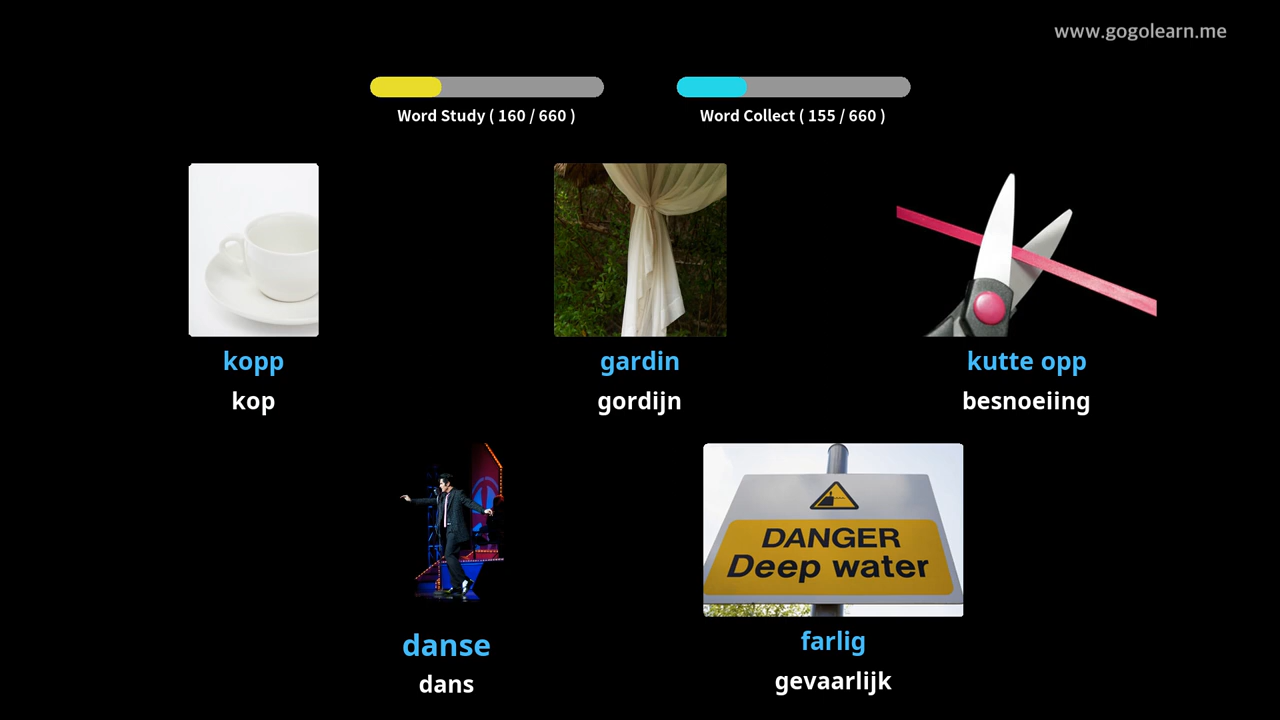 www.gogolearn.me
Word Study ( 160 / 660 )
Word Collect ( 155 / 660 )
kopp
kop
gardin
gordijn
kutte opp
besnoeiing
danse
dans
DANGER
Deep water
farlig
gevaarlijk